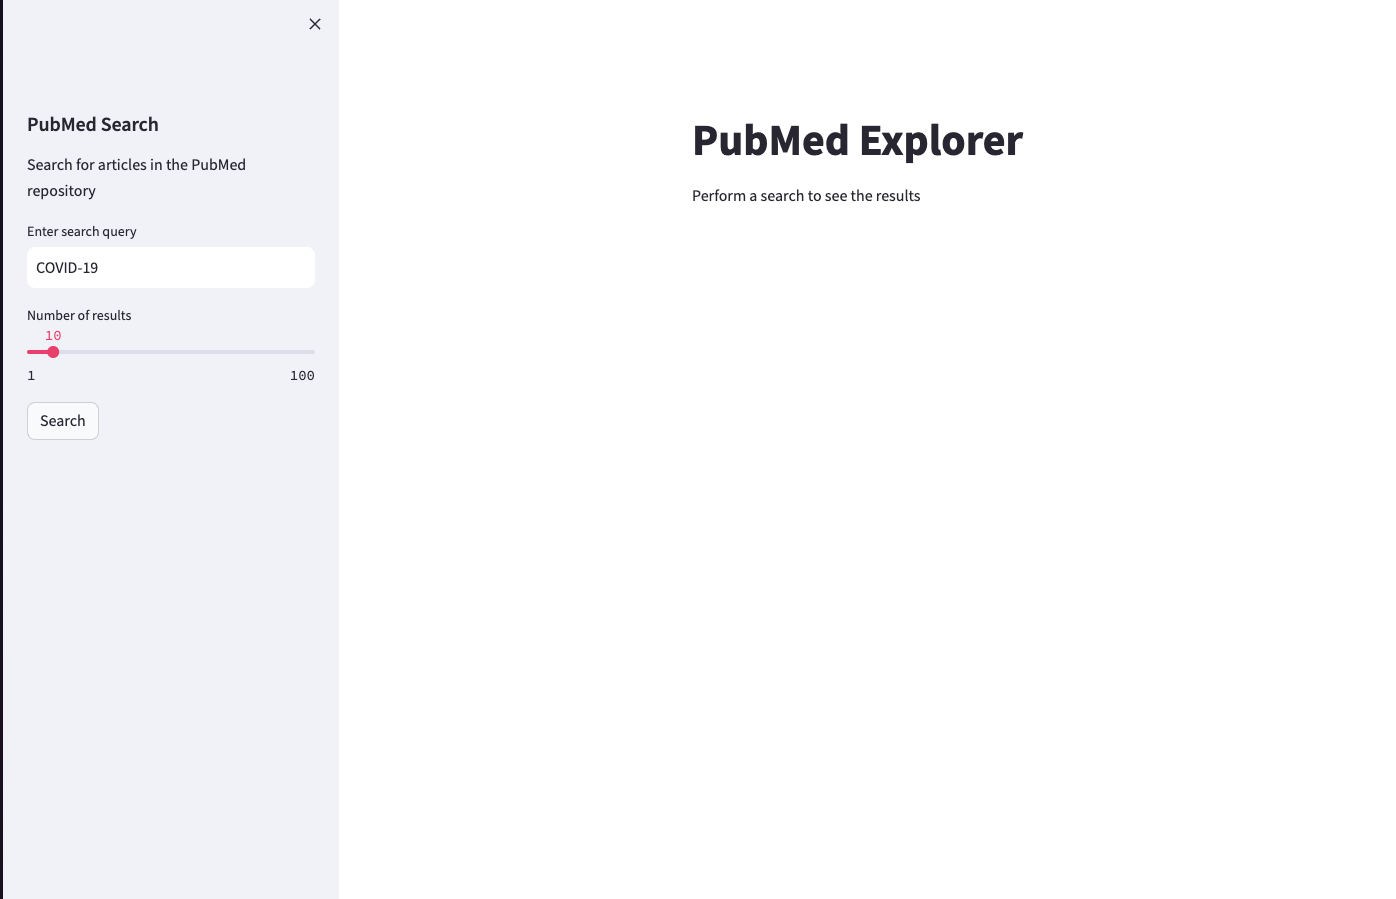 PubMed Search
Search for articles in the PubMed
repository
Enter search query
COVID-19
Number of results
10
1 100
Search
PubMed Explorer
Perform a search to see the results